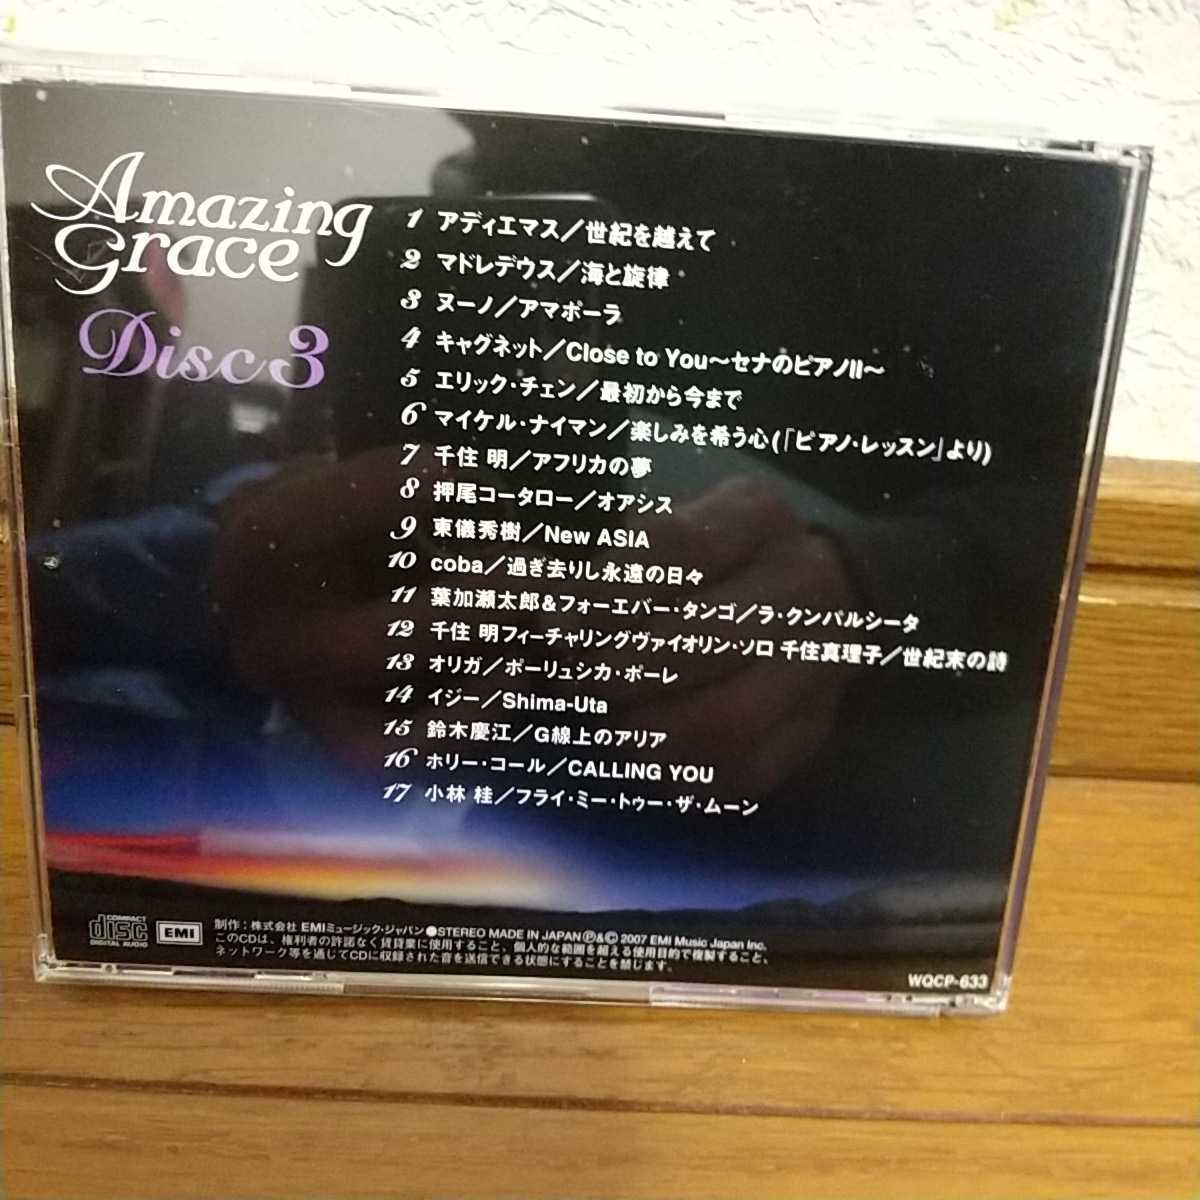 Amazing
Grace
Disc3
1 アディエマス／世紀を越えて
2 マドレデウス／海と旋律
3 ヌーノ／アマポーラ
4 キャグネット／Close to You～セナのピアノII～
5 エリック・チェン／最初から今まで
6 マイケル・ナイマン／楽しみを希う心(「ピアノ・レッスン」より)
7 千住 明／アフリカの夢
8 押尾コータロー／オアシス
9 東儀秀樹／New ASIA
10 coba／過ぎ去りし永遠の日々
11 葉加瀬太郎&フォーエバー・タンゴ／ラ・クンパルシータ
12 千住 明フィーチャリングヴァイオリン・ソロ 千住真理子／世紀末の詩
13 オリガ／ポーリュシカ・ポーレ
14 イジー／Shima-Uta
15 鈴木慶江／G線上のアリア
16 ホリー・コール／CALLING YOU
17 小林 桂／フライ・ミー・トゥー・ザ・ムーン
COMPACT
disc
DIGITAL AUDIO
EMI
制作：株式会社 EMIミュージック・ジャパン●STEREO MADE IN JAPAN Ⓟ&Ⓒ 2007 EMI Music Japan Inc.
このCDは、権利者の許諾なく賃貸業に使用すること、個人的な範囲を超える使用目的で複製すること、
ネットワーク等を通じてCDに収録された音を送信できる状態にすることを禁じます。
WQCP-633